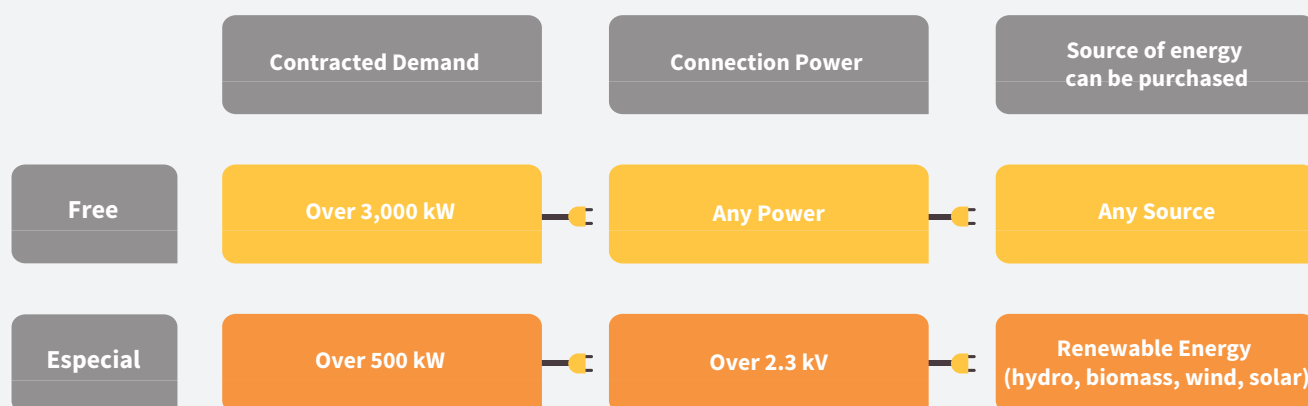 Contracted Demand
Connection Power
Source of energy
can be purchased
Free
Over 3,000 kW
Any Power
Any Source
Especial
Over 500 kW
Over 2.3 kV
Renewable Energy
(hydro, biomass, wind, solar)